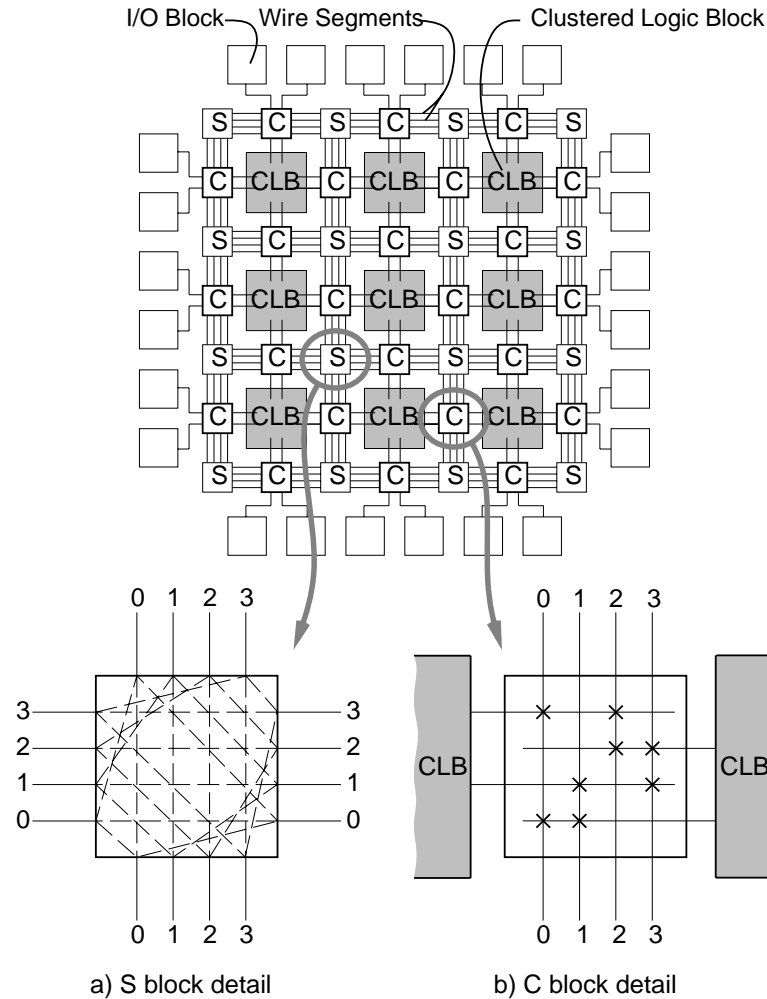 I/O Block Wire Segments Clustered Logic Block
S C S C S C S
C CLB C CLB C CLB C
S C S C S C S
C CLB C CLB C CLB C
S C S C S C S
C CLB C CLB C CLB C
S C S C S C S
0 1 2 3 0 1 2 3
3 3
2 2
CLB CLB
1 1
0 0
0 1 2 3 0 1 2 3
a) S block detail b) C block detail